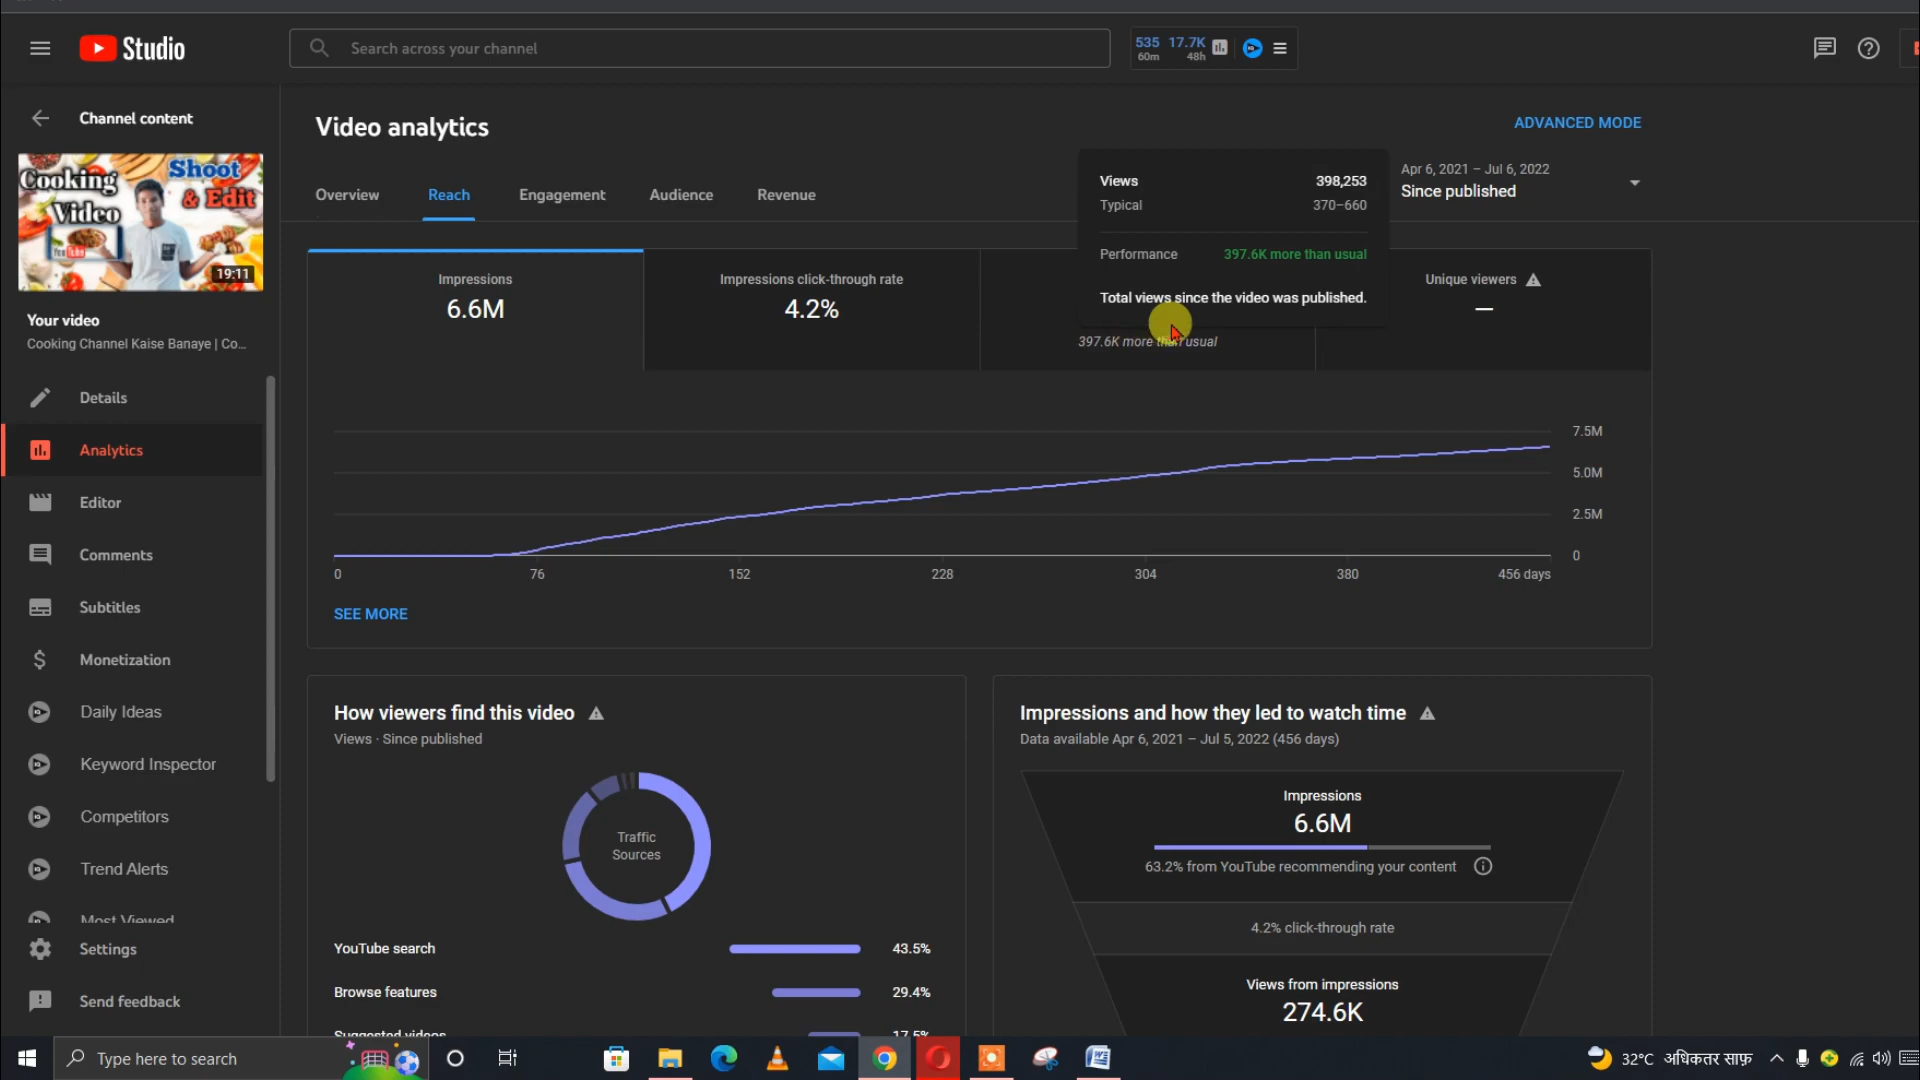 Studio
Search across your channel
535 17.7K
60m 48h
Channel content
Cooking
Video
Shoot
& Edit
YouTube
19:11
Your video
Cooking Channel Kaise Banaye | Co...
Details
Analytics
Editor
Comments
Subtitles
Monetization
Daily Ideas
Keyword Inspector
Competitors
Trend Alerts
Most Viewed
Settings
Send feedback
Video analytics
ADVANCED MODE
Overview
Reach
Engagement
Audience
Revenue
Apr 6, 2021 – Jul 6, 2022
Since published
Views 398,253
Typical 370–660
Performance 397.6K more than usual
Total views since the video was published.
397.6K more than usual
Impressions
6.6M
Impressions click-through rate
4.2%
Unique viewers
—
7.5M
5.0M
2.5M
0
0 76 152 228 304 380 456 days
SEE MORE
How viewers find this video
Views · Since published
Traffic
Sources
YouTube search 43.5%
Browse features 29.4%
Suggested videos 17.5%
Impressions and how they led to watch time
Data available Apr 6, 2021 – Jul 5, 2022 (456 days)
Impressions
6.6M
63.2% from YouTube recommending your content
4.2% click-through rate
Views from impressions
274.6K
Type here to search
32°C अधिकतर साफ़